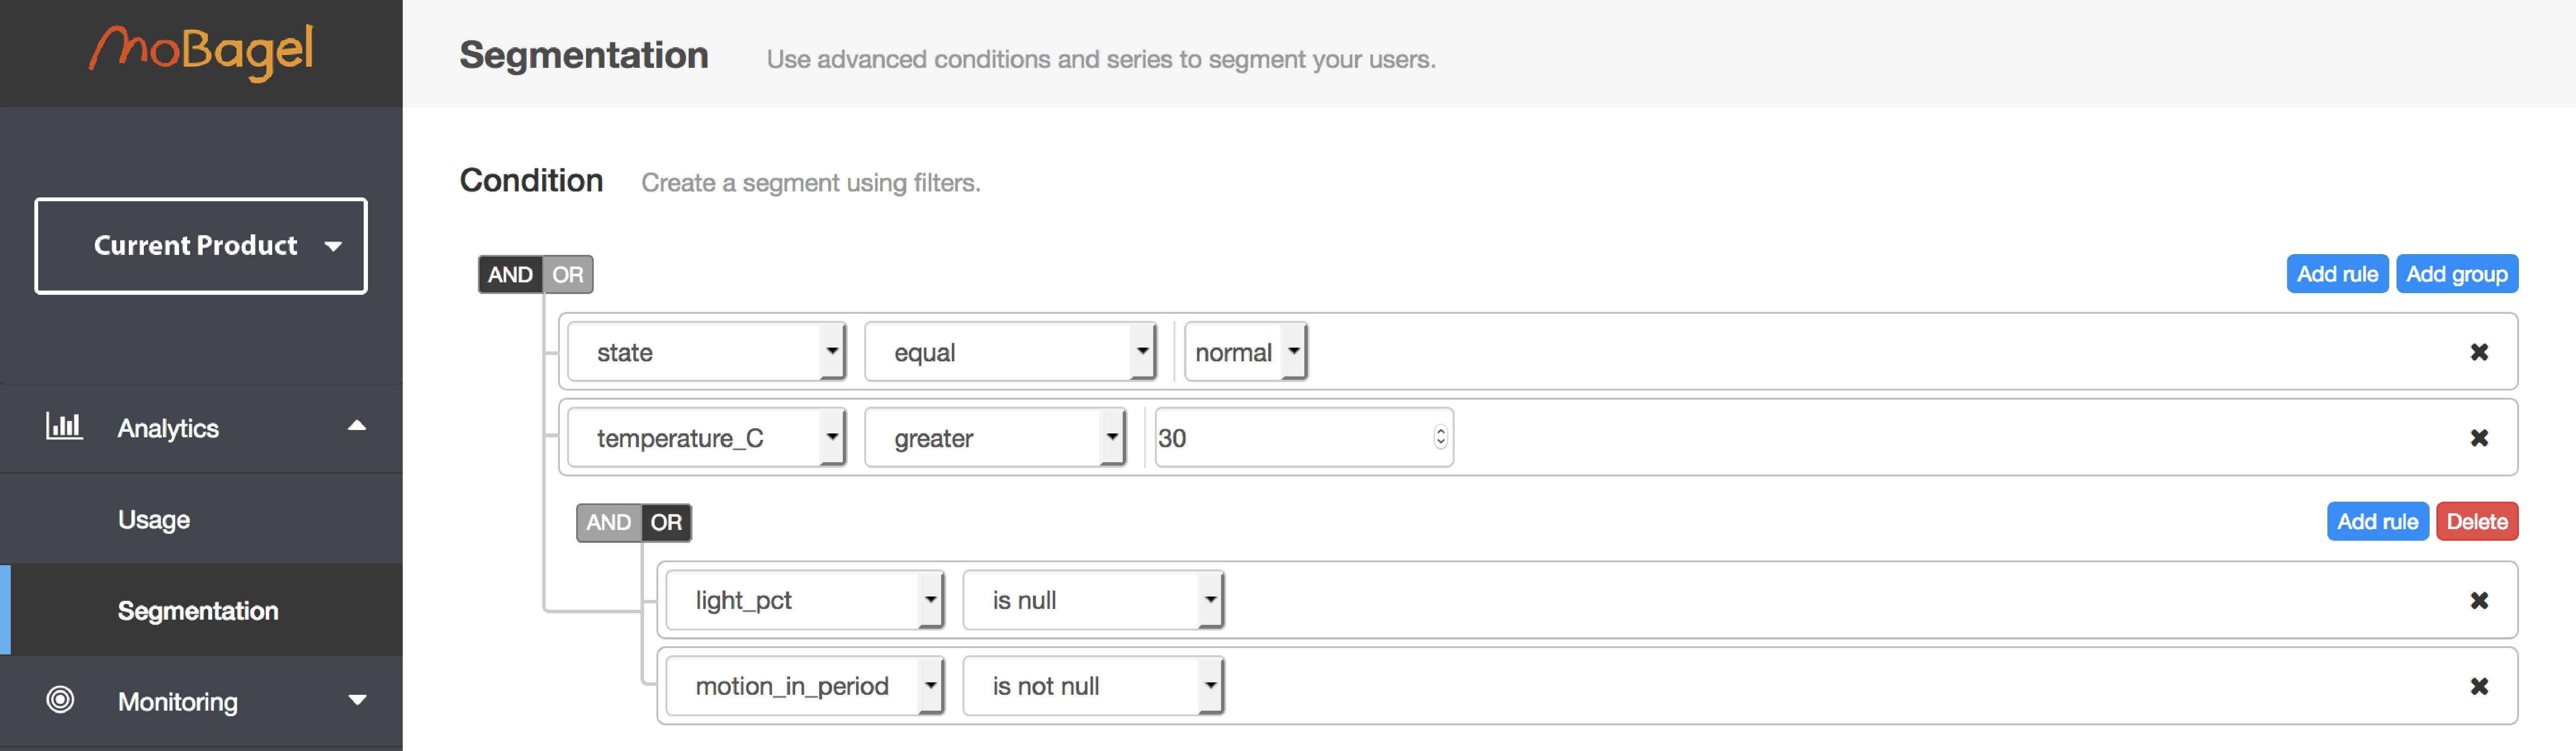 MoBagel
Segmentation Use advanced conditions and series to segment your users.
Current Product
Analytics
Usage
Segmentation
Monitoring
Condition Create a segment using filters.
AND OR Add rule Add group
state equal normal
temperature_C greater 30
AND OR Add rule Delete
light_pct is null
motion_in_period is not null